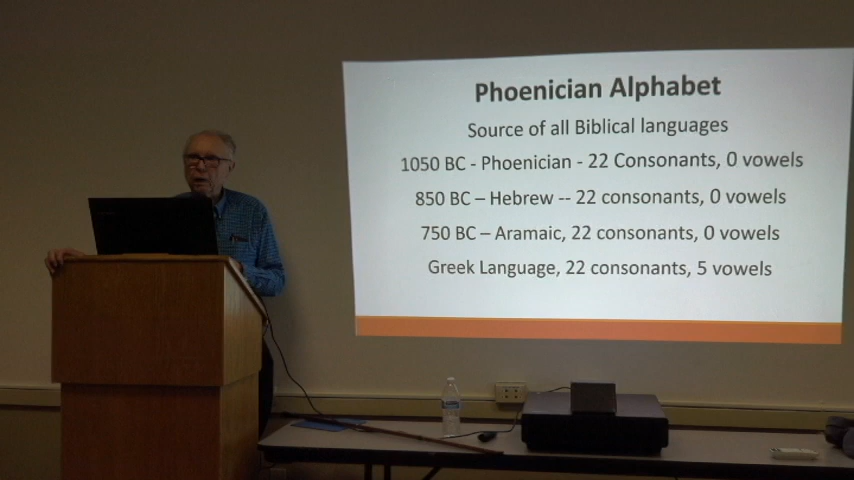 Phoenician Alphabet
Source of all Biblical languages
1050 BC - Phoenician - 22 Consonants, 0 vowels
850 BC – Hebrew -- 22 consonants, 0 vowels
750 BC – Aramaic, 22 consonants, 0 vowels
Greek Language, 22 consonants, 5 vowels